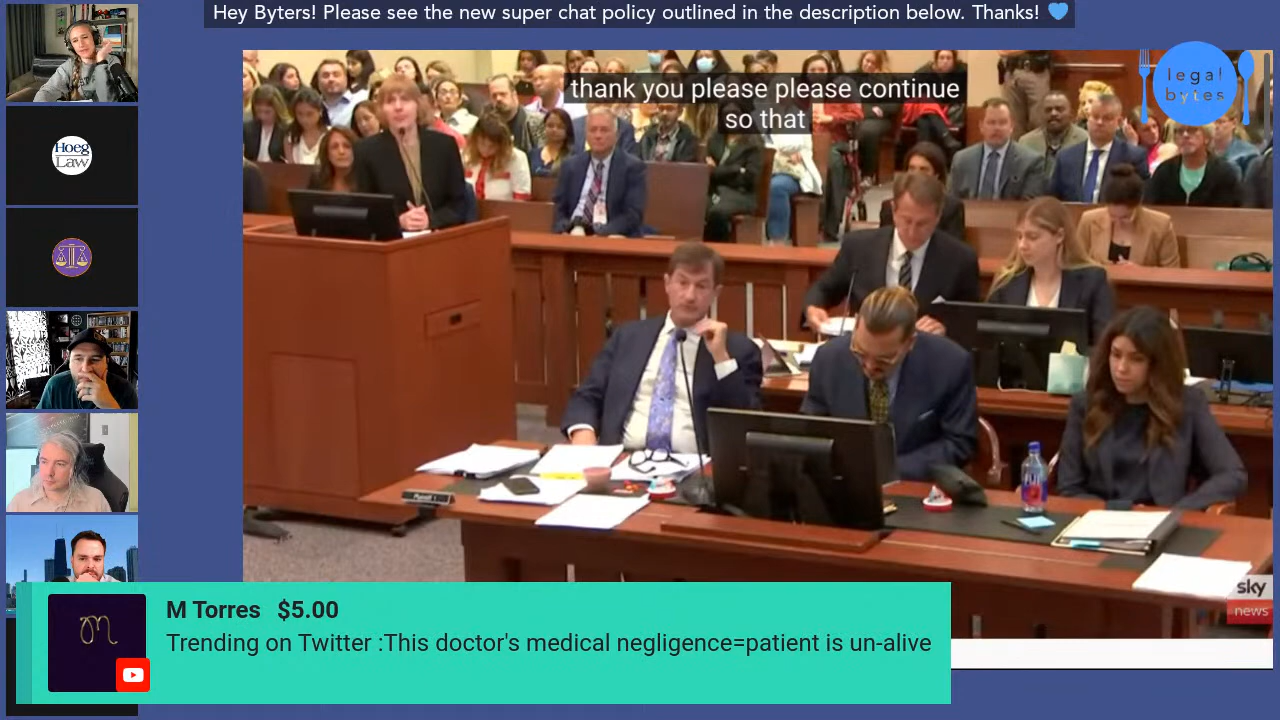 Hey Byters! Please see the new super chat policy outlined in the description below. Thanks! 💙
thank you please please continue
so that
legal
bytes
Hoeg
Law
sky
news
M Torres $5.00
Trending on Twitter :This doctor's medical negligence=patient is un-alive